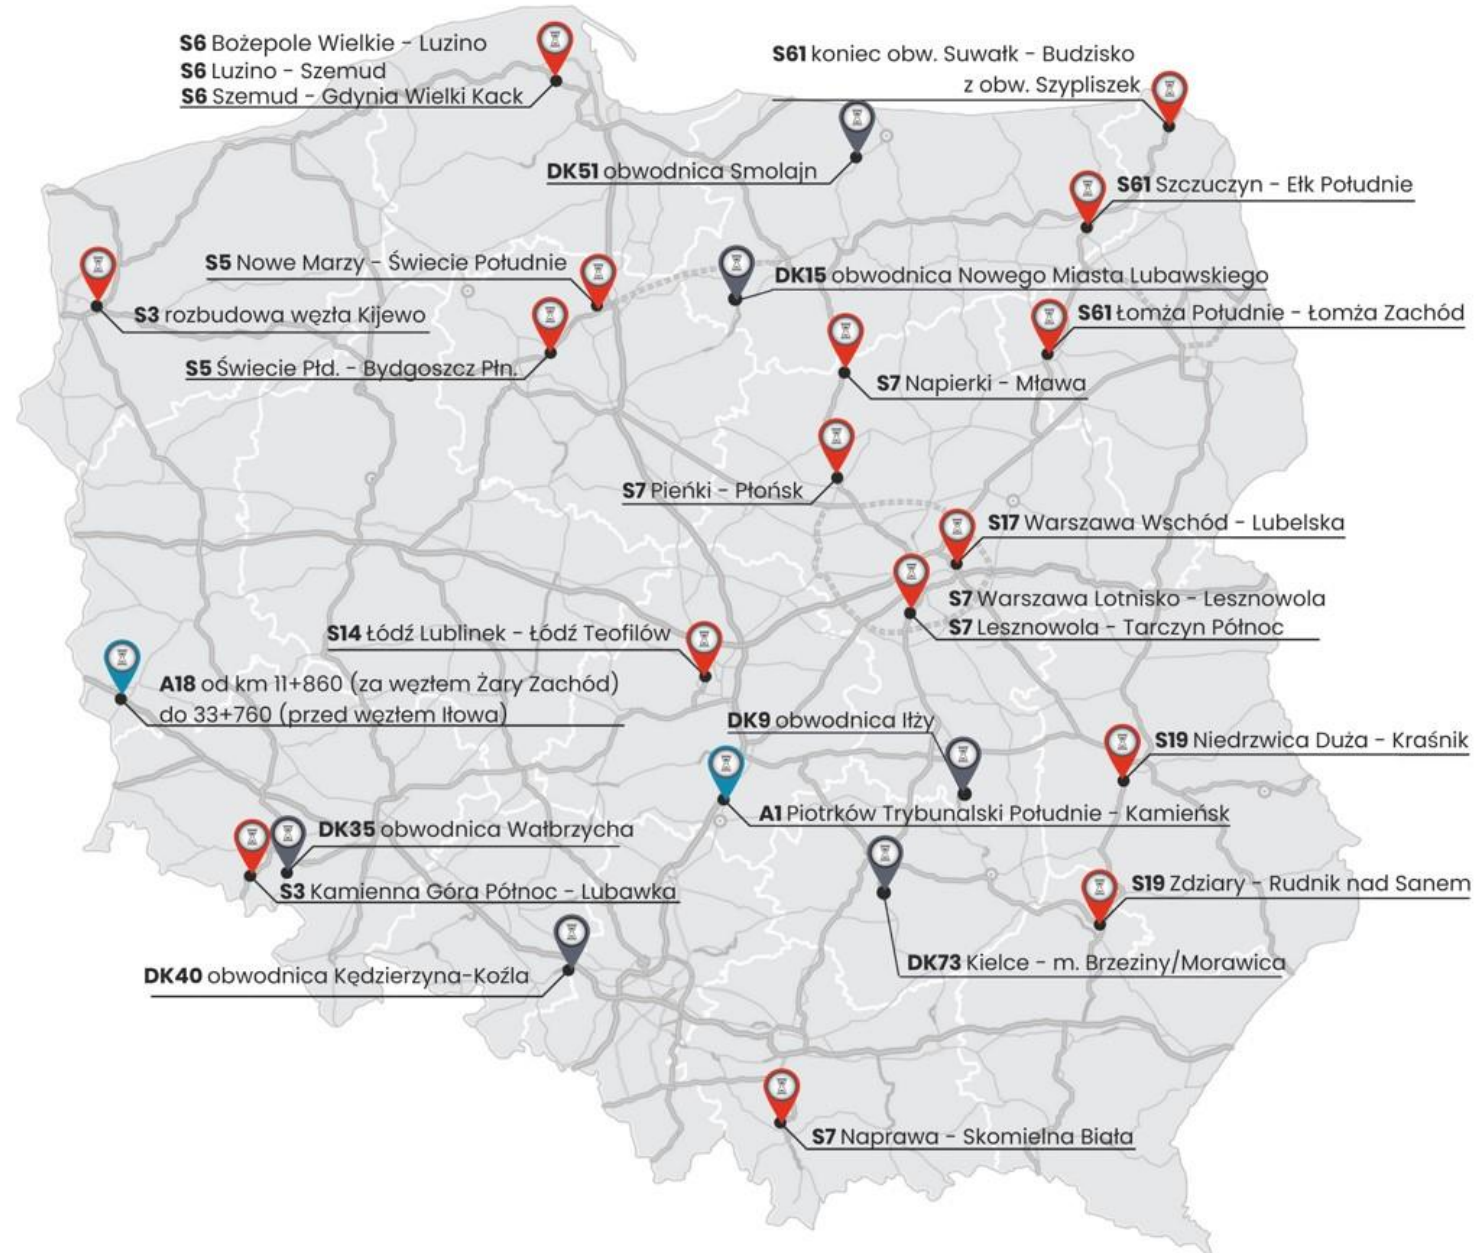 S6 Bożepole Wielkie - Luzino
S6 Luzino - Szemud
S6 Szemud - Gdynia Wielki Kack
S61 koniec obw. Suwałk - Budzisko
z obw. Szypliszek
DK51 obwodnica Smolajn
S61 Szczuczyn - Ełk Południe
S5 Nowe Marzy - Świecie Południe
DK15 obwodnica Nowego Miasta Lubawskiego
S3 rozbudowa węzła Kijewo
S61 Łomża Południe - Łomża Zachód
S5 Świecie Płd. - Bydgoszcz Płn.
S7 Napierki - Mława
S7 Pieńki - Płońsk
S17 Warszawa Wschód - Lubelska
S7 Warszawa Lotnisko - Lesznowola
S7 Lesznowola - Tarczyn Północ
S14 Łódź Lublinek - Łódź Teofilów
A18 od km 11+860 (za węzłem Żary Zachód)
do 33+760 (przed węzłem Iłowa)
DK9 obwodnica Iłży
S19 Niedrzwica Duża - Kraśnik
A1 Piotrków Trybunalski Południe - Kamieńsk
DK35 obwodnica Wałbrzycha
S3 Kamienna Góra Północ - Lubawka
S19 Zdziary - Rudnik nad Sanem
DK73 Kielce - m. Brzeziny/Morawica
DK40 obwodnica Kędzierzyna-Koźla
S7 Naprawa - Skomielna Biała